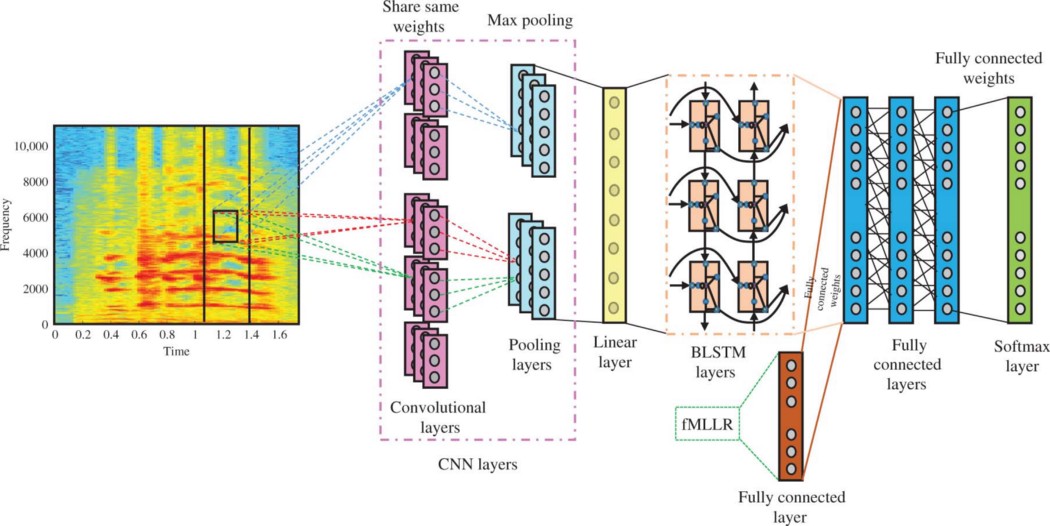 Share same
weights
Max pooling
Fully connected
weights
Frequency
10,000
8000
6000
4000
2000
0
0 0.2 0.4 0.6 0.8 1 1.2 1.4 1.6
Time
Convolutional
layers
Pooling
layers
CNN layers
Linear
layer
BLSTM
layers
Fully
connected
weights
fMLLR
Fully connected
layer
Fully
connected
layers
Softmax
layer